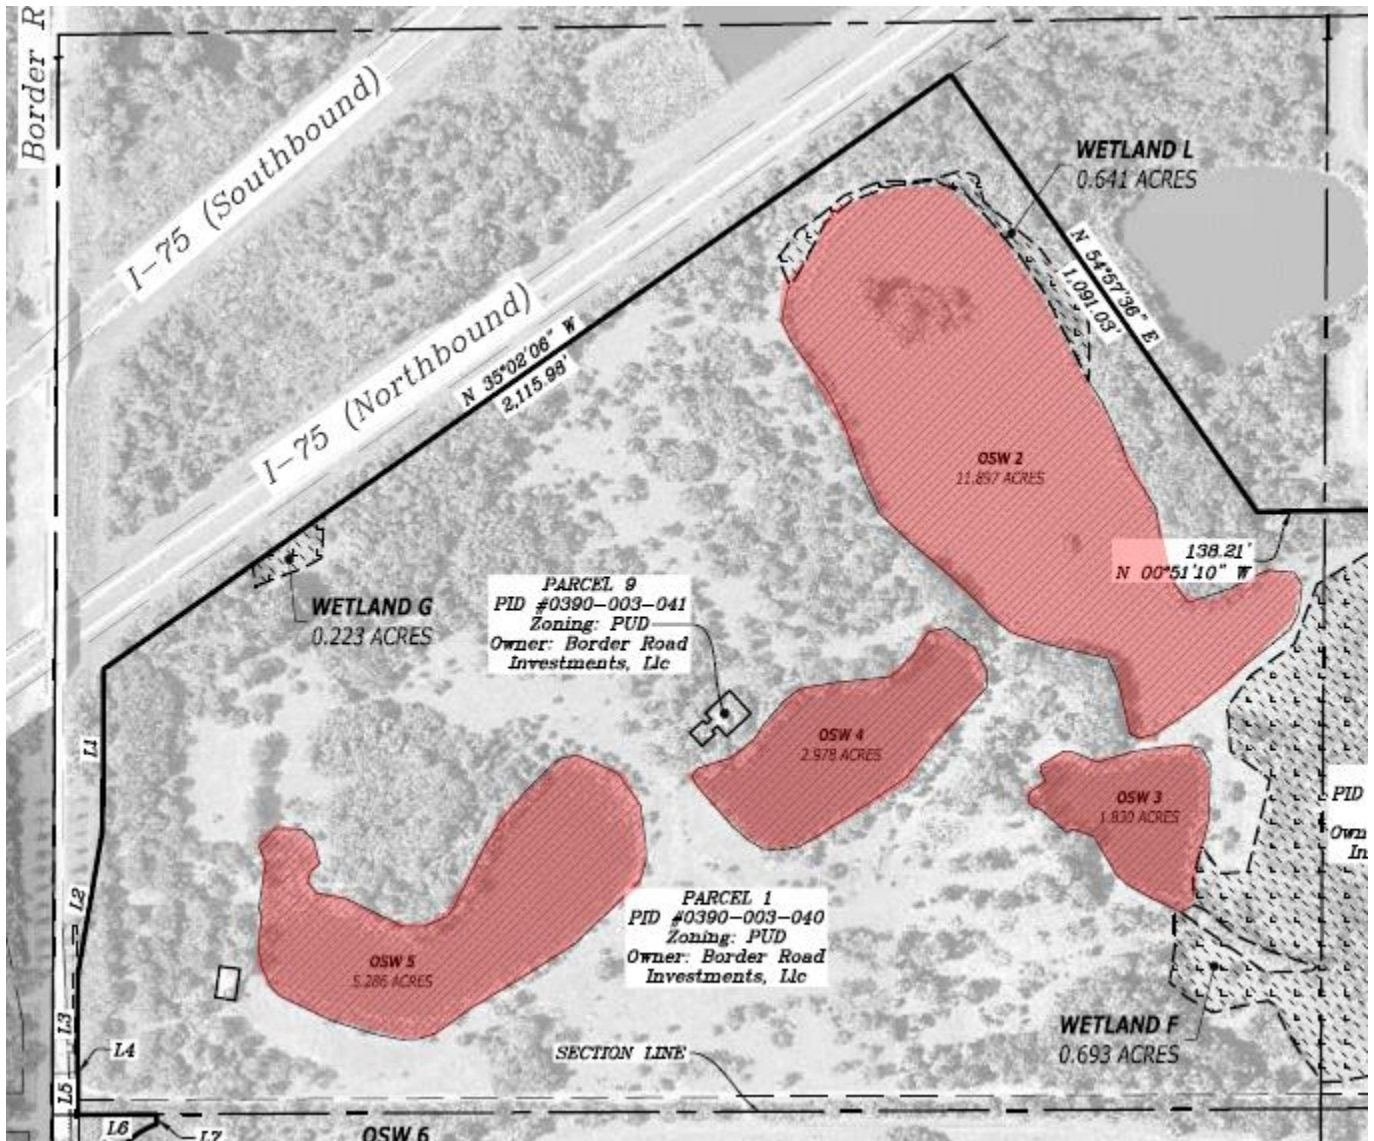 Border R
I-75 (Southbound)
WETLAND L
0.641 ACRES
N 54°57'36" E
1,091.03'
I-75 (Northbound)
N 35°02'06" W
2,115.98'
OSW 2
11.897 ACRES
138.21'
N 00°51'10" W
WETLAND G
0.223 ACRES
PARCEL 9
PID #0390-003-041
Zoning: PUD
Owner: Border Road
Investments, Llc
L1
OSW 4
2.978 ACRES
OSW 3
1.830 ACRES
PID
Own
In
L2
PARCEL 1
PID #0390-003-040
Zoning: PUD
Owner: Border Road
Investments, Llc
OSW 5
5.286 ACRES
L3
WETLAND F
0.693 ACRES
L4
SECTION LINE
L5
L6
L7
OSW 6